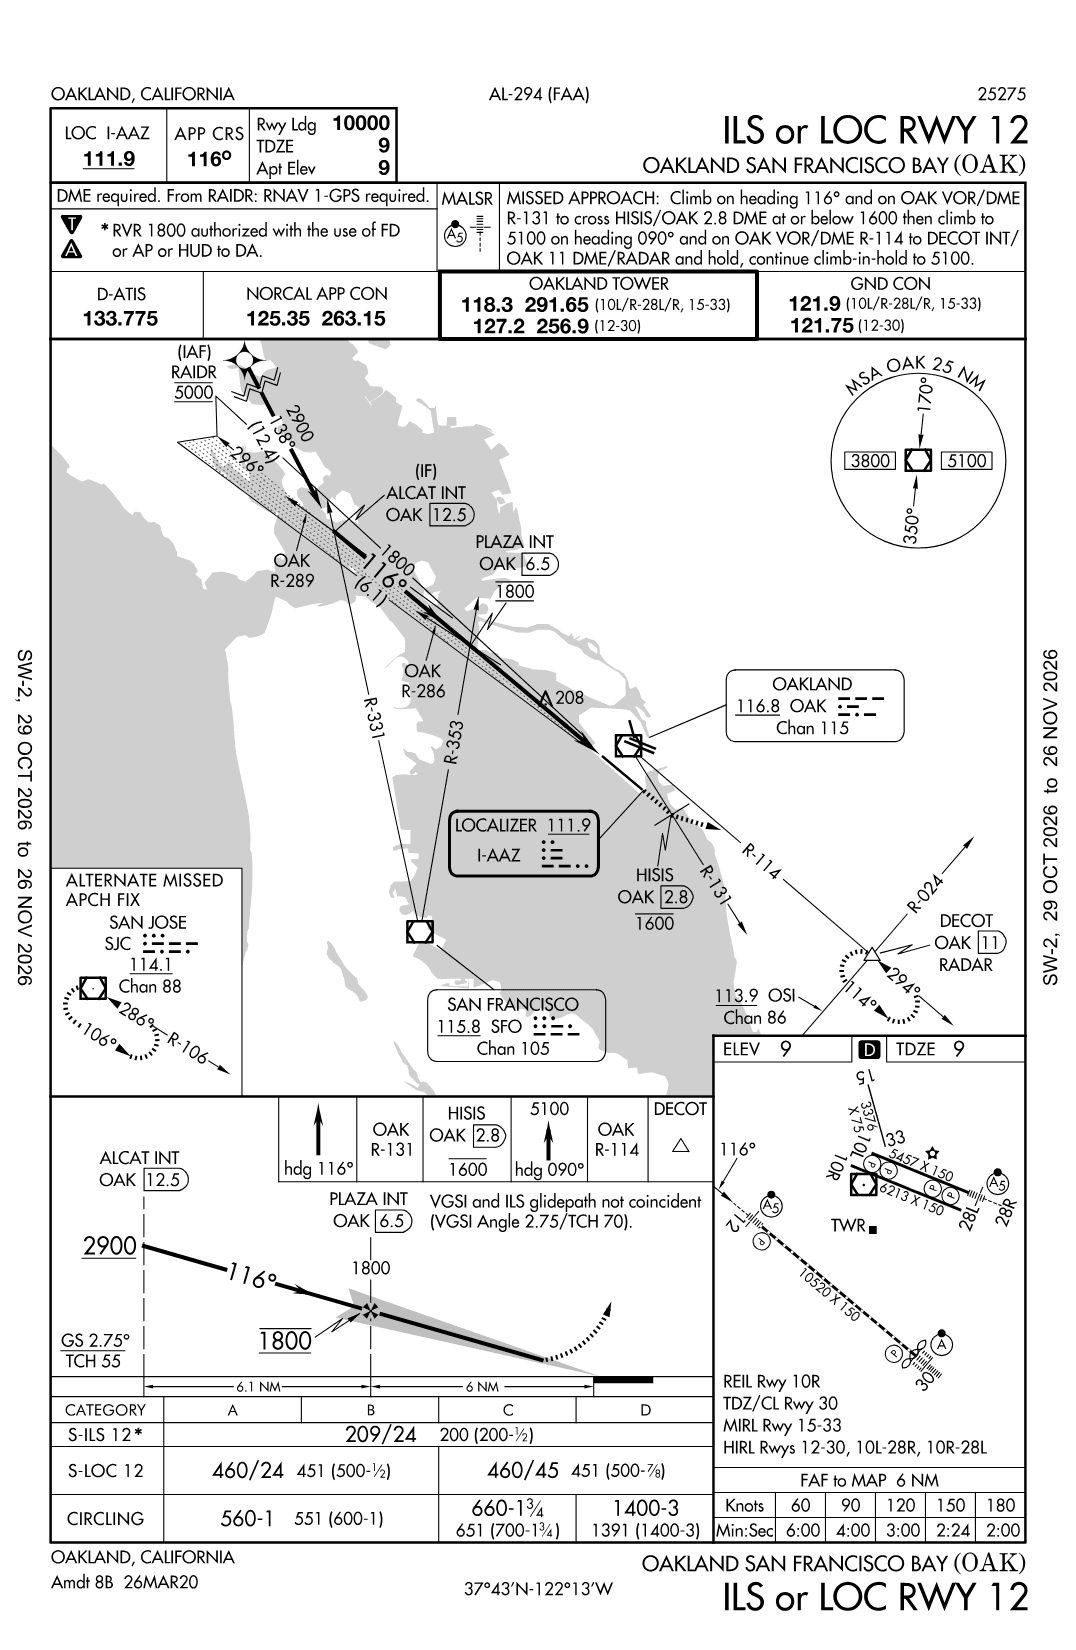 OAKLAND, CALIFORNIA
AL-294 (FAA)
25275
LOC I-AAZ
111.9
APP CRS
116°
Rwy Ldg 10000
TDZE 9
Apt Elev 9
ILS or LOC RWY 12
OAKLAND SAN FRANCISCO BAY (OAK)
DME required. From RAIDR: RNAV 1-GPS required.
T
A
* RVR 1800 authorized with the use of FD
or AP or HUD to DA.
MALSR
A5
MISSED APPROACH: Climb on heading 116° and on OAK VOR/DME
R-131 to cross HISIS/OAK 2.8 DME at or below 1600 then climb to
5100 on heading 090° and on OAK VOR/DME R-114 to DECOT INT/
OAK 11 DME/RADAR and hold, continue climb-in-hold to 5100.
D-ATIS
133.775
NORCAL APP CON
125.35 263.15
OAKLAND TOWER
118.3 291.65 (10L/R-28L/R, 15-33)
127.2 256.9 (12-30)
GND CON
121.9 (10L/R-28L/R, 15-33)
121.75 (12-30)
(IAF)
RAIDR
5000
2900
138°
(12.4)
296°
(IF)
ALCAT INT
OAK 12.5
OAK
R-289
1800
116°
(6.1)
PLAZA INT
OAK 6.5
1800
OAK
R-286
R-331
R-353
208
MSA OAK 25 NM
170°
3800
5100
350°
OAKLAND
116.8 OAK
Chan 115
LOCALIZER 111.9
I-AAZ
HISIS
OAK 2.8
1600
R-131
R-114
R-024
DECOT
OAK 11
RADAR
294°
114°
113.9 OSI
Chan 86
SAN FRANCISCO
115.8 SFO
Chan 105
ALTERNATE MISSED
APCH FIX
SAN JOSE
SJC
114.1
Chan 88
286°
106°
R-106
SW-2, 29 OCT 2026 to 26 NOV 2026
SW-2, 29 OCT 2026 to 26 NOV 2026
ELEV 9
D
TDZE 9
15
3376 X 75
33
10L
10R
5457 X 150
6213 X 150
28L
28R
A5
P
P
P
P
TWR
116°
12
A5
P
10520 X 150
P
A
30
REIL Rwy 10R
TDZ/CL Rwy 30
MIRL Rwy 15-33
HIRL Rwys 12-30, 10L-28R, 10R-28L
FAF to MAP 6 NM
Knots 60 90 120 150 180
Min:Sec 6:00 4:00 3:00 2:24 2:00
hdg 116°
OAK
R-131
HISIS
OAK 2.8
1600
5100
hdg 090°
OAK
R-114
DECOT
ALCAT INT
OAK 12.5
2900
116°
PLAZA INT
OAK 6.5
1800
1800
VGSI and ILS glidepath not coincident
(VGSI Angle 2.75/TCH 70).
GS 2.75°
TCH 55
6.1 NM
6 NM
CATEGORY A B C D
S-ILS 12* 209/24 200 (200-½)
S-LOC 12 460/24 451 (500-½) 460/45 451 (500-⅞)
CIRCLING 560-1 551 (600-1) 660-1¾ 651 (700-1¾) 1400-3 1391 (1400-3)
OAKLAND, CALIFORNIA
Amdt 8B 26MAR20
37°43'N-122°13'W
OAKLAND SAN FRANCISCO BAY (OAK)
ILS or LOC RWY 12